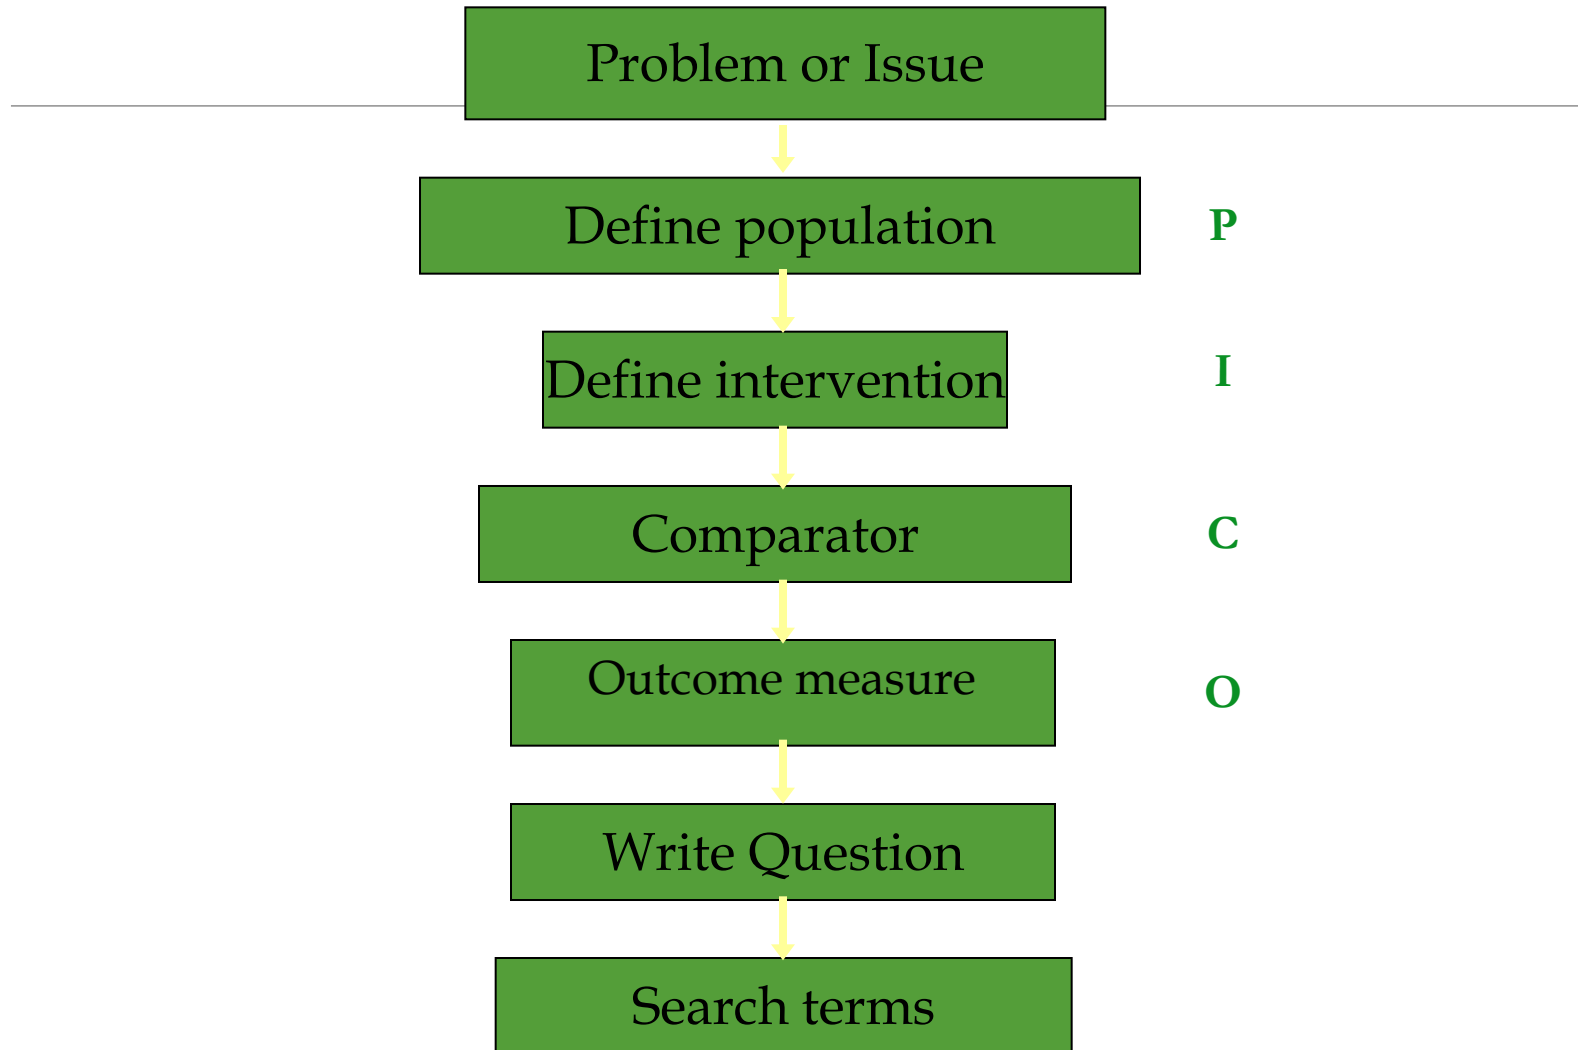 Problem or Issue
Define population P
Define intervention I
Comparator C
Outcome measure O
Write Question
Search terms